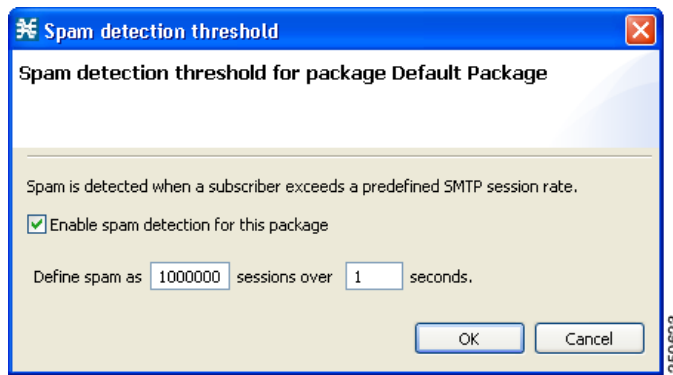 Spam detection threshold
Spam detection threshold for package Default Package
Spam is detected when a subscriber exceeds a predefined SMTP session rate.
Enable spam detection for this package
Define spam as 1000000 sessions over 1 seconds.
OK Cancel